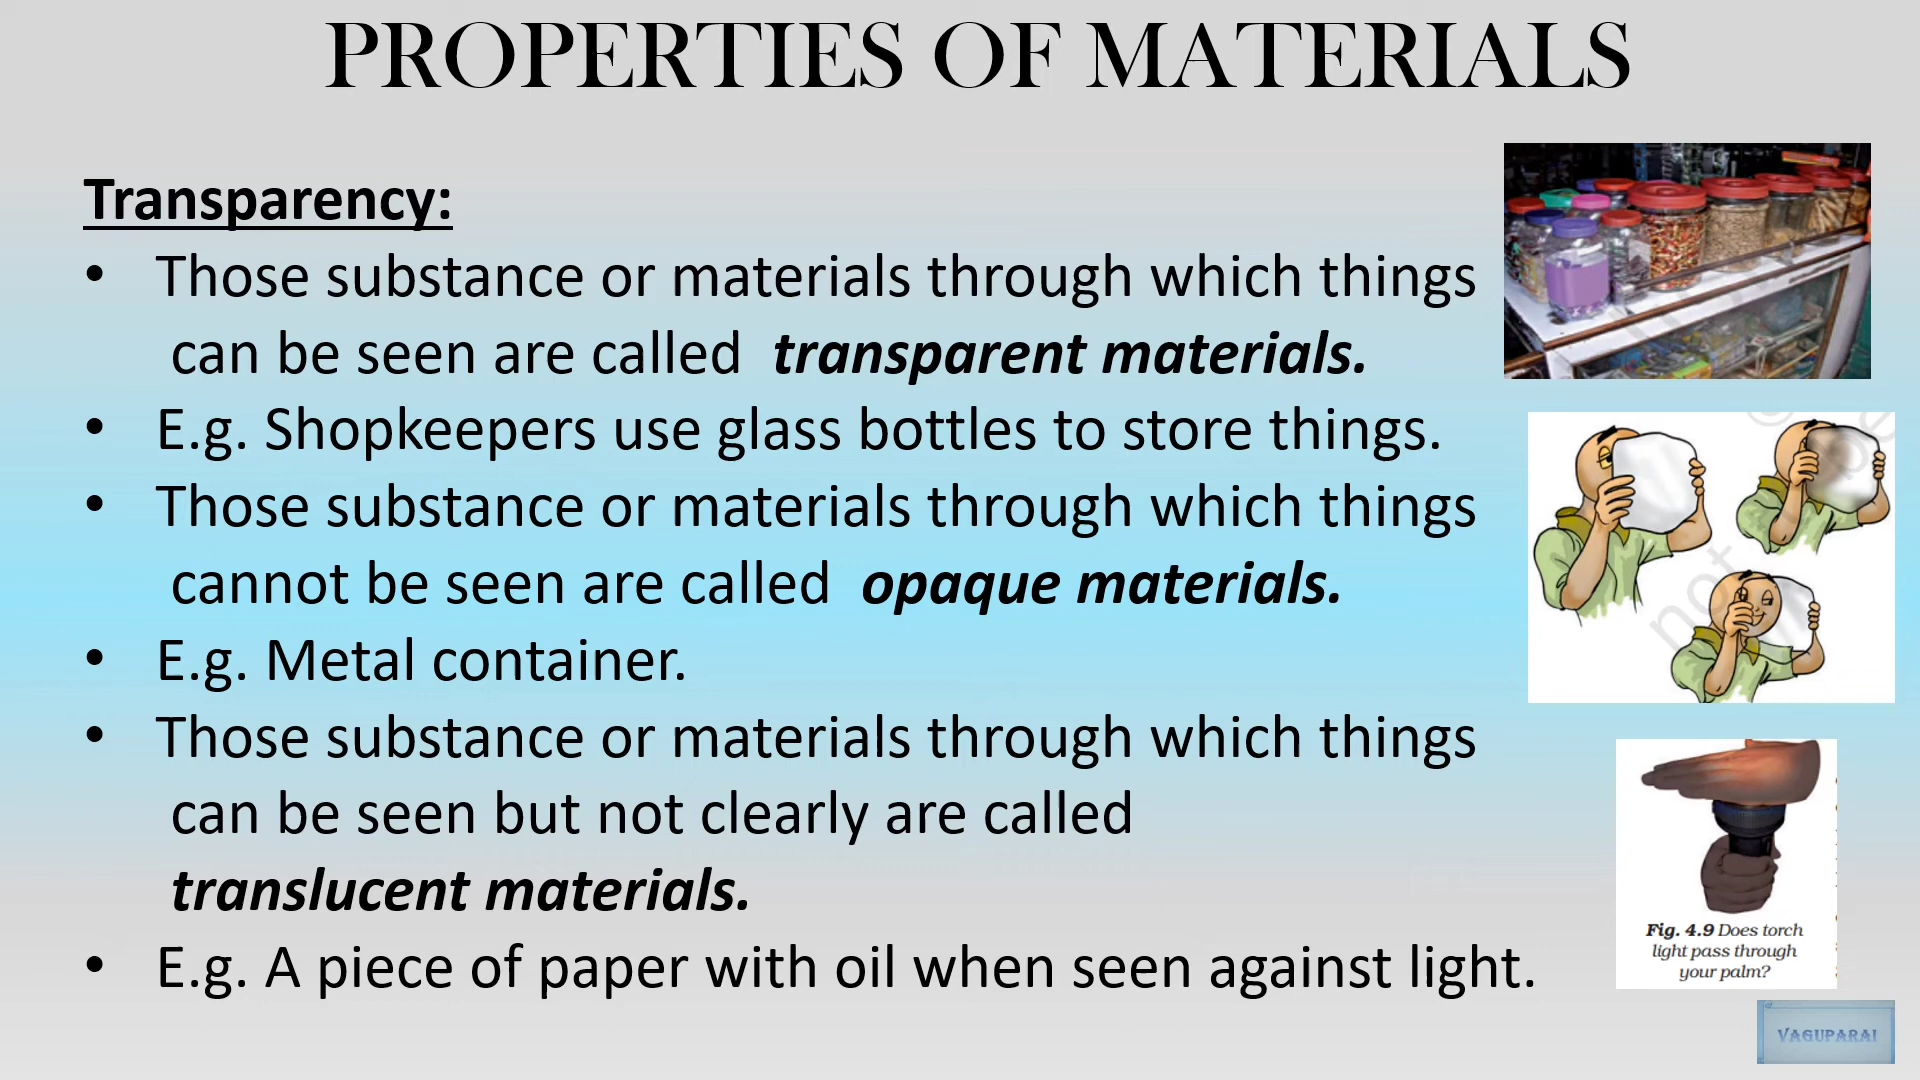 PROPERTIES OF MATERIALS
Transparency:
• Those substance or materials through which things
can be seen are called transparent materials.
• E.g. Shopkeepers use glass bottles to store things.
• Those substance or materials through which things
cannot be seen are called opaque materials.
• E.g. Metal container.
• Those substance or materials through which things
can be seen but not clearly are called
translucent materials.
• E.g. A piece of paper with oil when seen against light.
not
be
Fig. 4.9 Does torch
light pass through
your palm?
VAGUPARAI